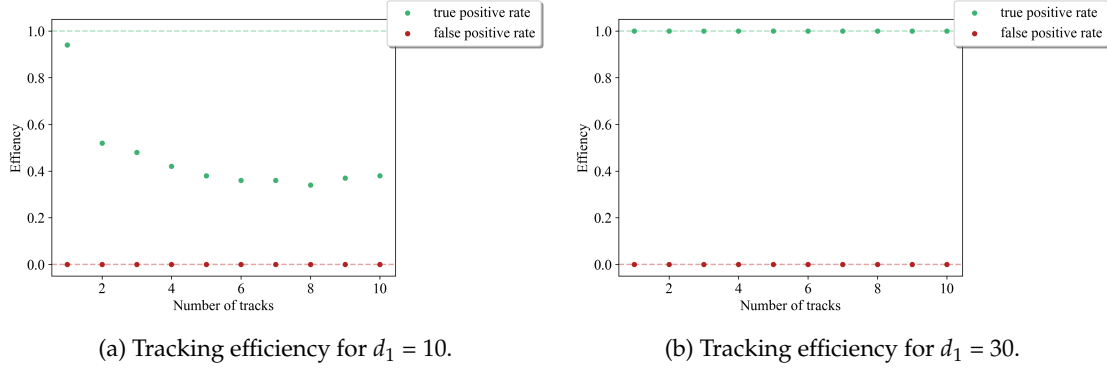 true positive rate
false positive rate
1.0
0.8
0.6
0.4
0.2
0.0
Effiency
2 4 6 8 10
Number of tracks
(a) Tracking efficiency for d₁ = 10.
true positive rate
false positive rate
1.0
0.8
0.6
0.4
0.2
0.0
Effiency
2 4 6 8 10
Number of tracks
(b) Tracking efficiency for d₁ = 30.